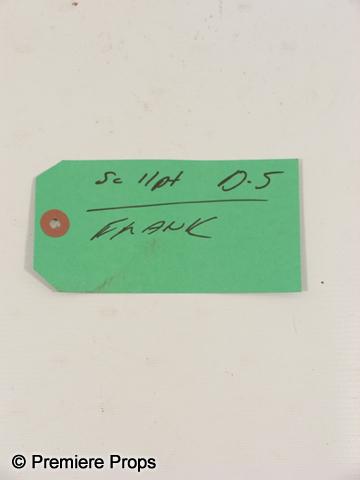 Sc 11pt D-5
FRANK
© Premiere Props